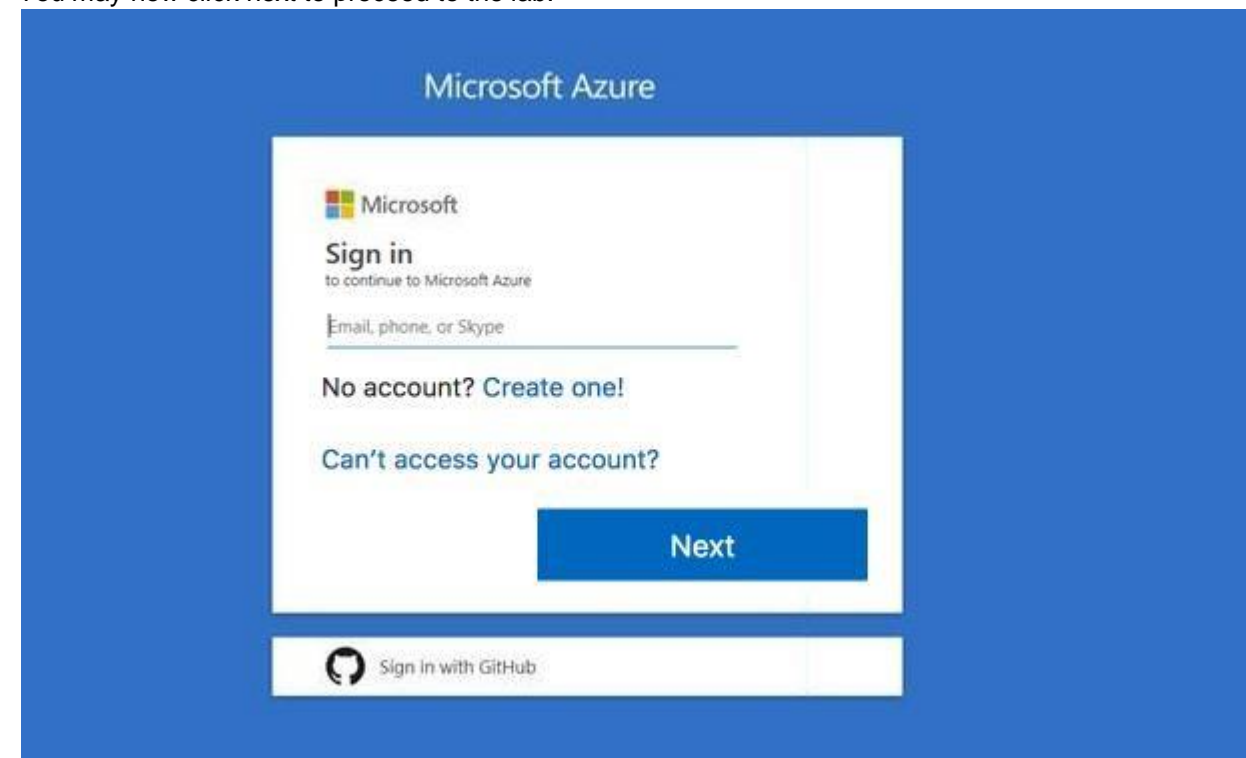 You may now click next to proceed to the lab.
Microsoft Azure
Microsoft
Sign in
to continue to Microsoft Azure
Email, phone, or Skype
No account? Create one!
Can't access your account?
Next
Sign in with GitHub